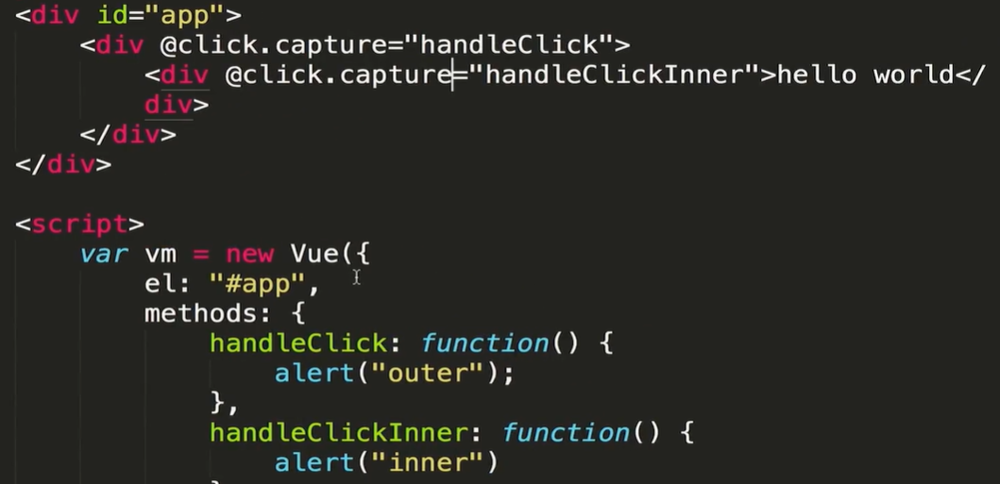 <div id="app">
<div @click.capture="handleClick">
<div @click.capture="handleClickInner">hello world</
div>
</div>
</div>
<script>
var vm = new Vue({
el: "#app",
methods: {
handleClick: function() {
alert("outer");
},
handleClickInner: function() {
alert("inner")